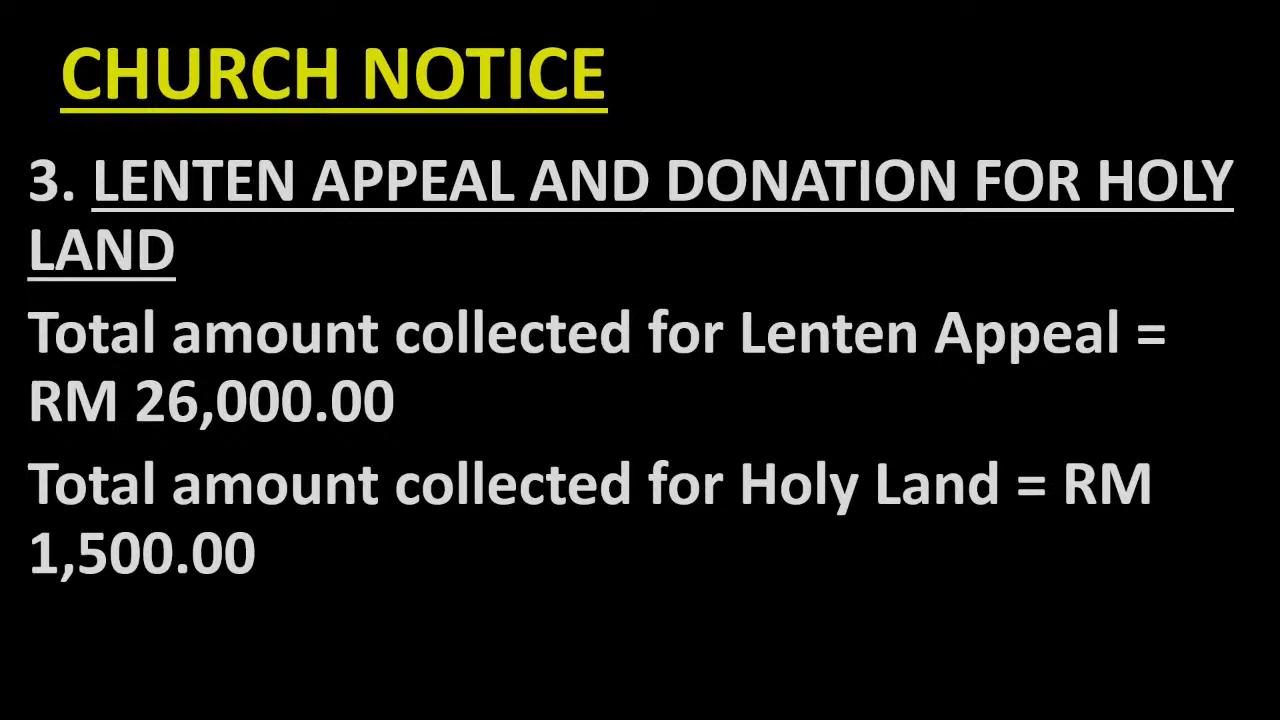 CHURCH NOTICE
3. LENTEN APPEAL AND DONATION FOR HOLY
LAND
Total amount collected for Lenten Appeal =
RM 26,000.00
Total amount collected for Holy Land = RM
1,500.00